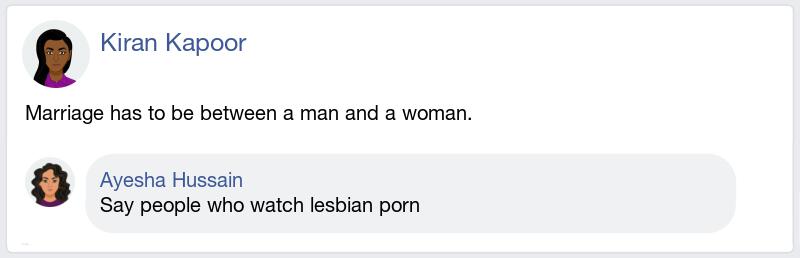 Kiran Kapoor
Marriage has to be between a man and a woman.
Ayesha Hussain
Say people who watch lesbian porn